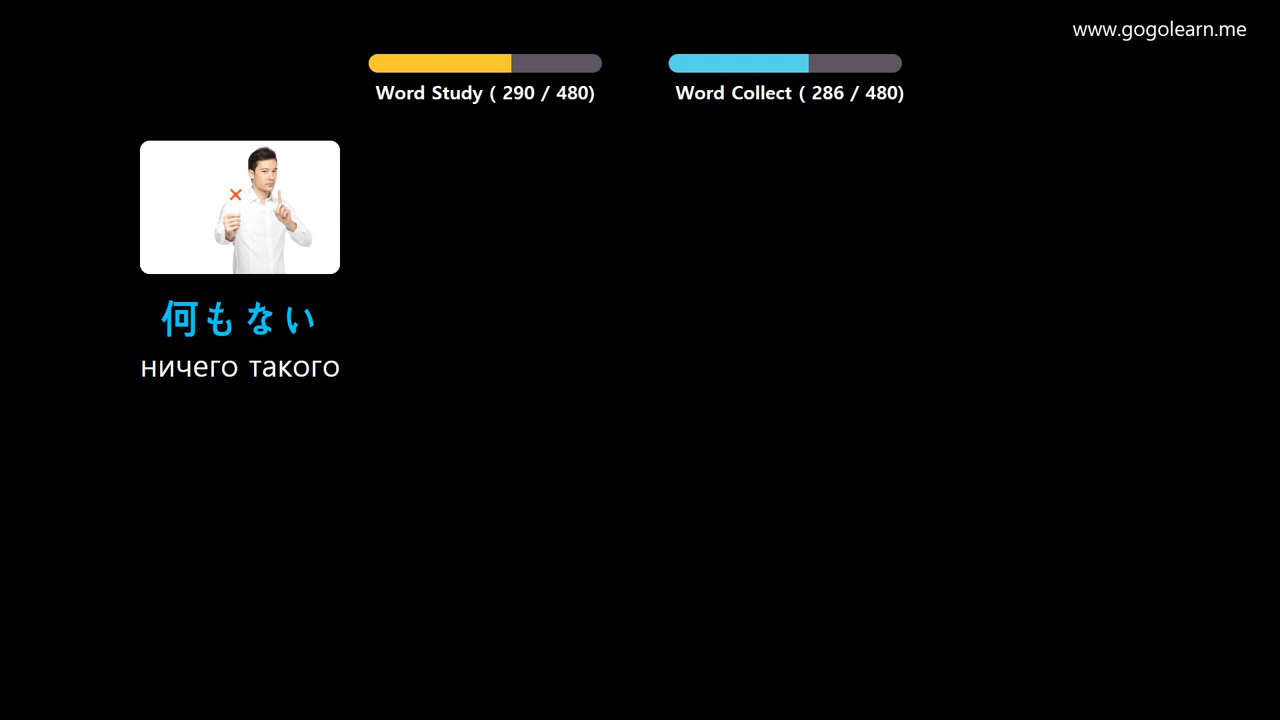 www.gogolearn.me
Word Study ( 290 / 480)
Word Collect ( 286 / 480)
何もない
ничего такого